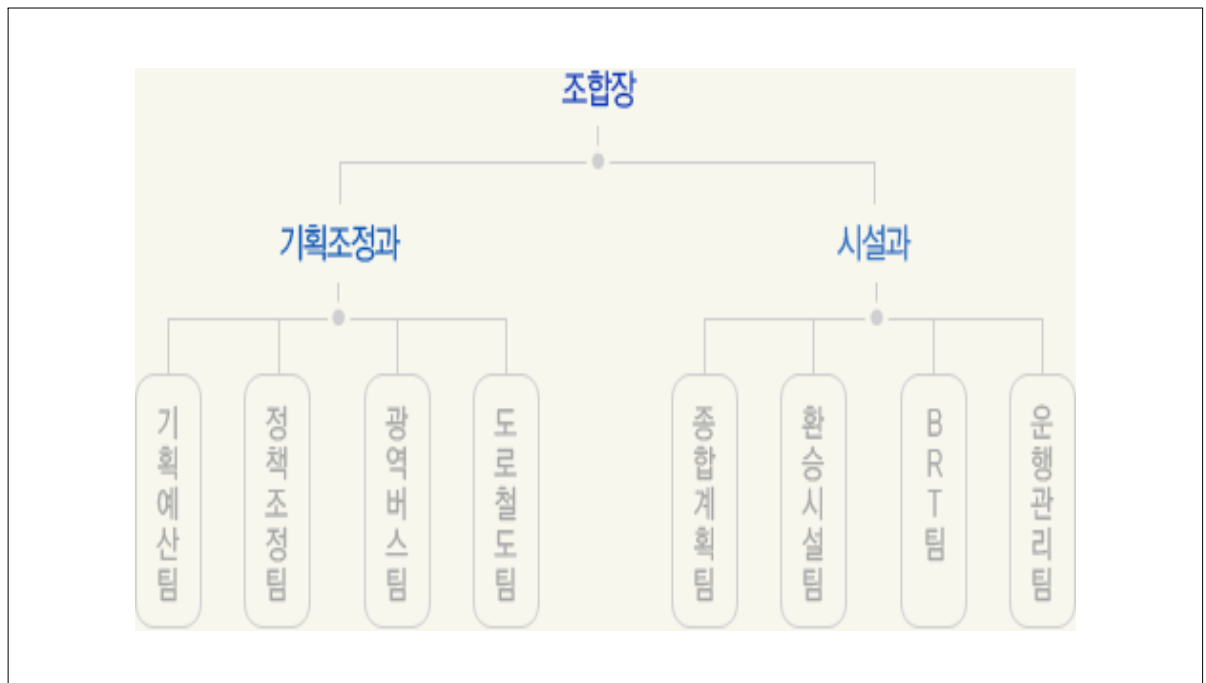 조합장
기획조정과
시설과
기획예산팀
정책조정팀
광역버스팀
도로철도팀
종합계획팀
환승시설팀
BRT팀
운행관리팀